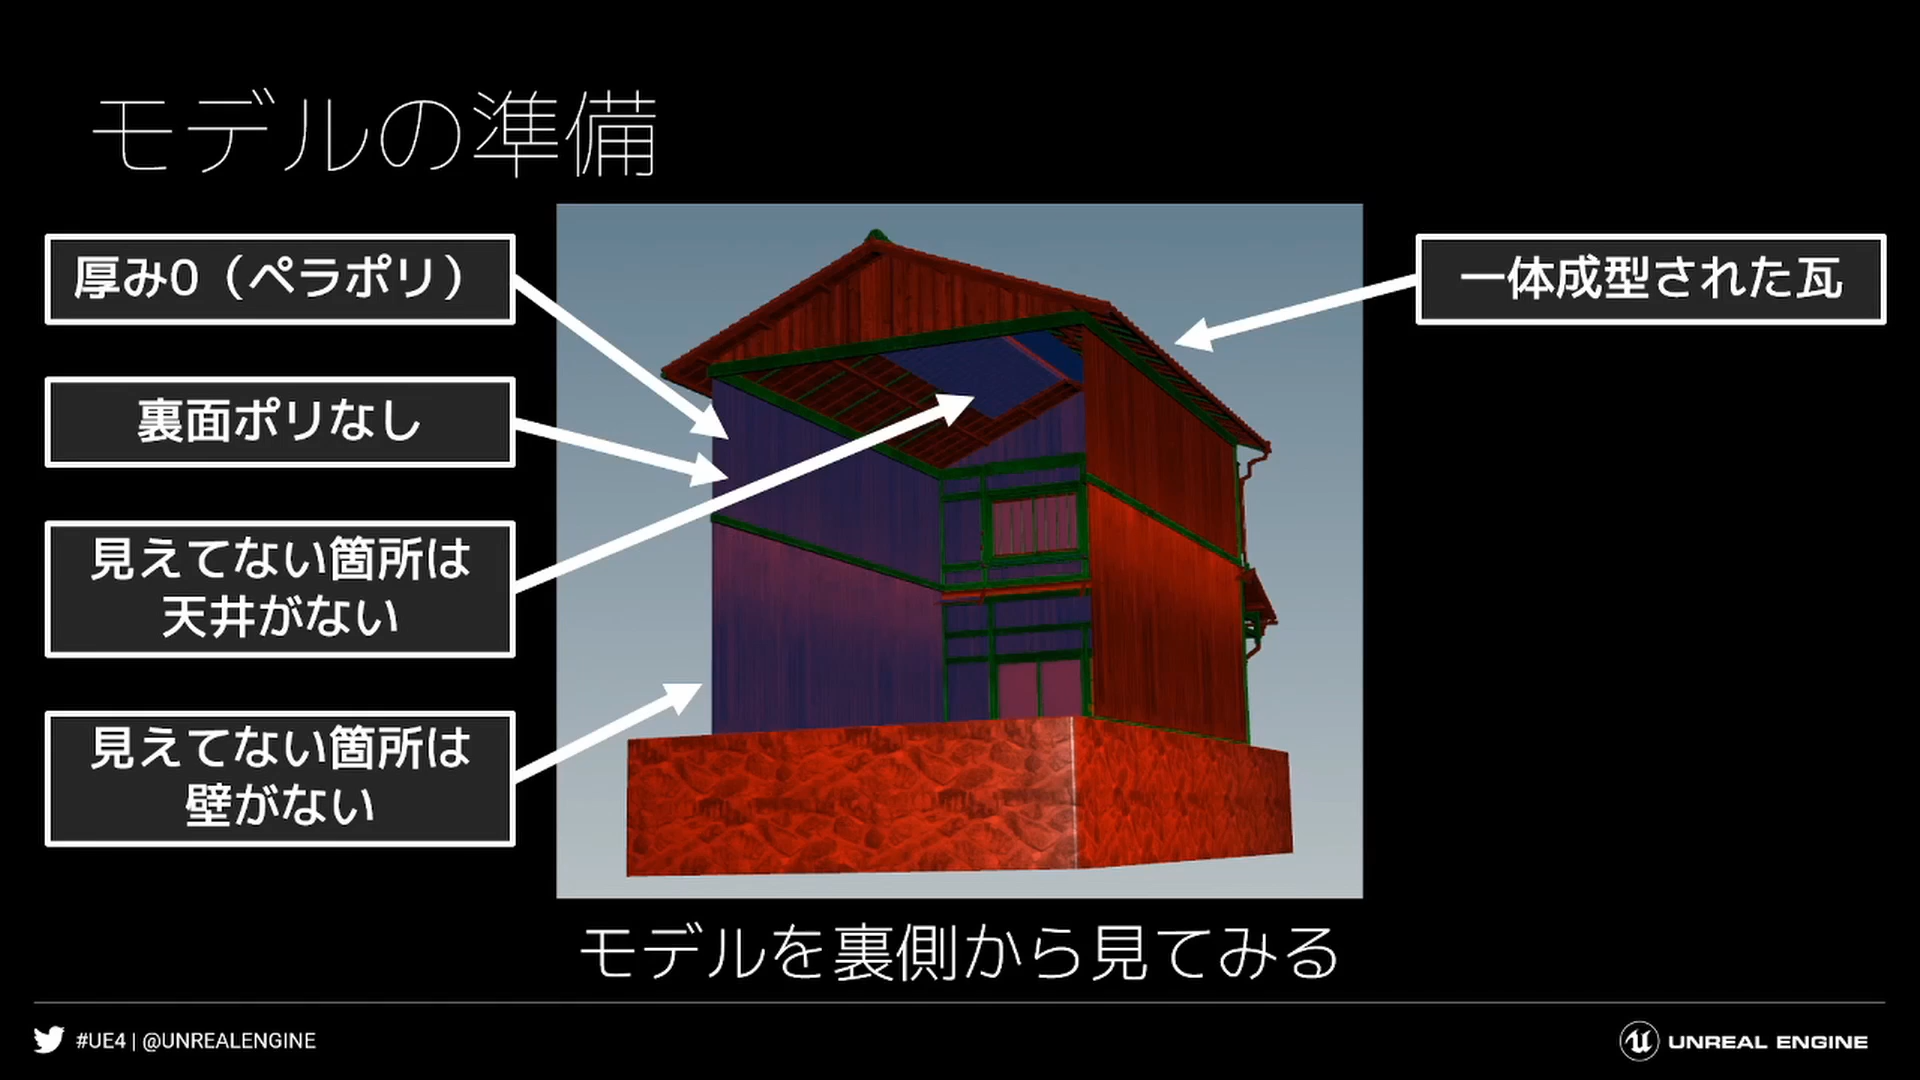 モデルの準備
厚み0（ペラポリ）
裏面ポリなし
見えてない箇所は
天井がない
見えてない箇所は
壁がない
一体成型された瓦
モデルを裏側から見てみる
#UE4 | @UNREALENGINE
UNREAL ENGINE